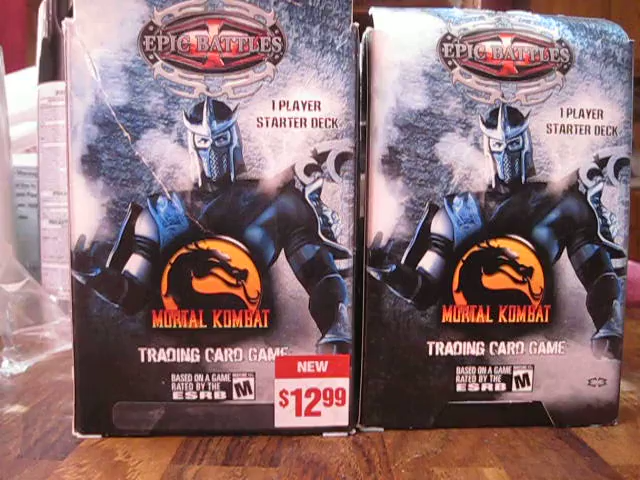 EPIC BATTLES
X
1 PLAYER
STARTER DECK
MORTAL KOMBAT
TRADING CARD GAME
BASED ON A GAME
RATED BY THE
ESRB
M
NEW
$12.99
EPIC BATTLES
X
1 PLAYER
STARTER DECK
MORTAL KOMBAT
TRADING CARD GAME
BASED ON A GAME
RATED BY THE
ESRB
M